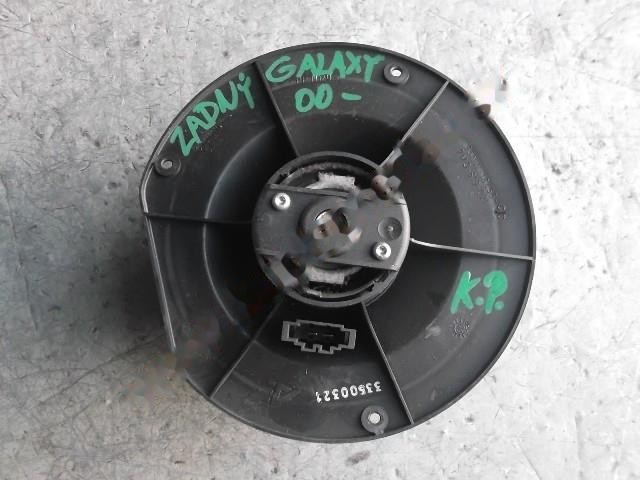 ZADNÝ
GALAXY
00-
K.P.
33500321